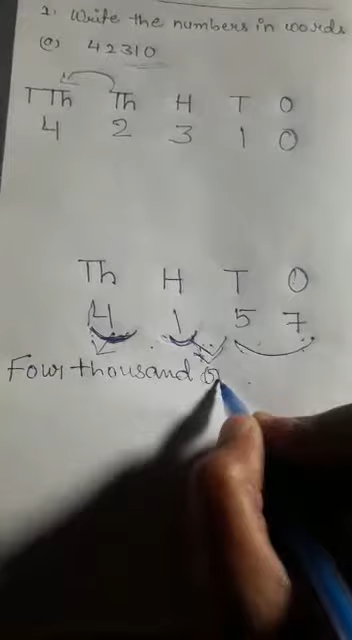 1. Write the numbers in words
(a) 42310
TTh Th H T O
4 2 3 1 0
Th H T O
4 1 5 7
Four thousand o